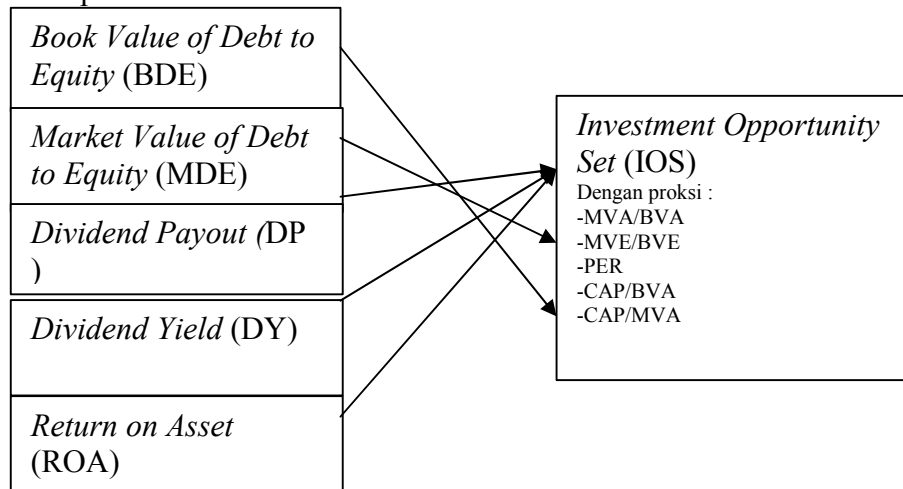 Book Value of Debt to
Equity (BDE)
Market Value of Debt
to Equity (MDE)
Dividend Payout (DP
)
Dividend Yield (DY)
Return on Asset
(ROA)
Investment Opportunity
Set (IOS)
Dengan proksi :
-MVA/BVA
-MVE/BVE
-PER
-CAP/BVA
-CAP/MVA